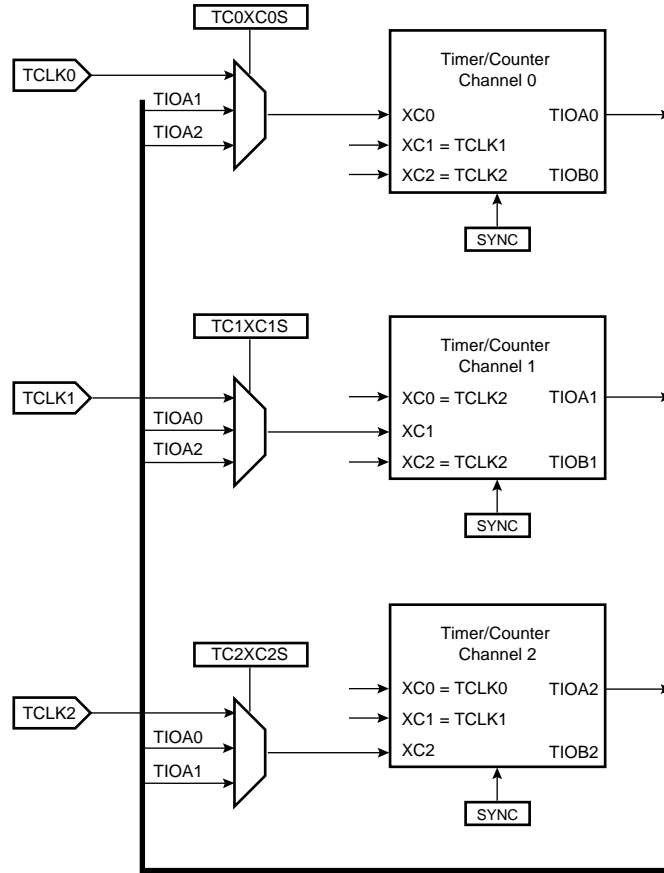 TC0XC0S
TCLK0
TIOA1
TIOA2
Timer/Counter
Channel 0
XC0
TIOA0
XC1 = TCLK1
XC2 = TCLK2
TIOB0
SYNC
TC1XC1S
TCLK1
TIOA0
TIOA2
Timer/Counter
Channel 1
XC0 = TCLK2
TIOA1
XC1
XC2 = TCLK2
TIOB1
SYNC
TC2XC2S
TCLK2
TIOA0
TIOA1
Timer/Counter
Channel 2
XC0 = TCLK0
TIOA2
XC1 = TCLK1
XC2
TIOB2
SYNC